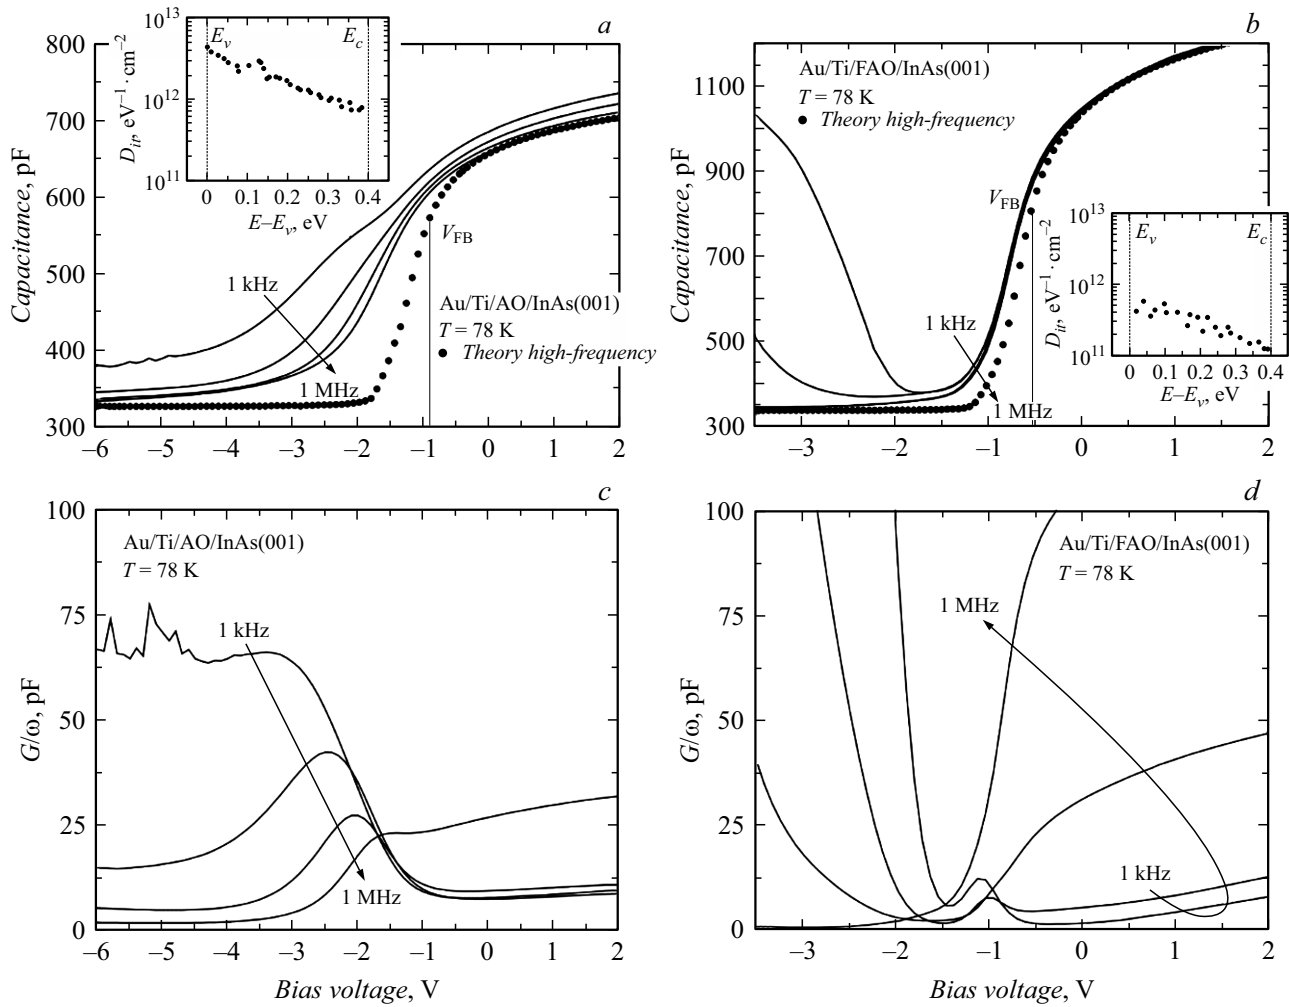 a
800
700
600
500
400
300
Capacitance, pF
–6
–5
–4
–3
–2
–1
0
1
2
10^13
10^12
10^11
D_it, eV^−1 · cm^−2
E_v
E_c
0
0.1
0.2
0.3
0.4
E–E_v, eV
V_FB
1 kHz
1 MHz
Au/Ti/AO/InAs(001)
T = 78 K
● Theory high-frequency
b
1100
900
700
500
300
Capacitance, pF
–3
–2
–1
0
1
2
Au/Ti/FAO/InAs(001)
T = 78 K
● Theory high-frequency
V_FB
1 kHz
1 MHz
10^13
10^12
10^11
D_it, eV^−1 · cm^−2
E_v
E_c
0
0.1
0.2
0.3
0.4
E–E_v, eV
c
100
75
50
25
0
G/ω, pF
Au/Ti/AO/InAs(001)
T = 78 K
1 kHz
1 MHz
–6
–5
–4
–3
–2
–1
0
1
2
Bias voltage, V
d
100
75
50
25
0
G/ω, pF
Au/Ti/FAO/InAs(001)
T = 78 K
1 MHz
1 kHz
–3
–2
–1
0
1
2
Bias voltage, V